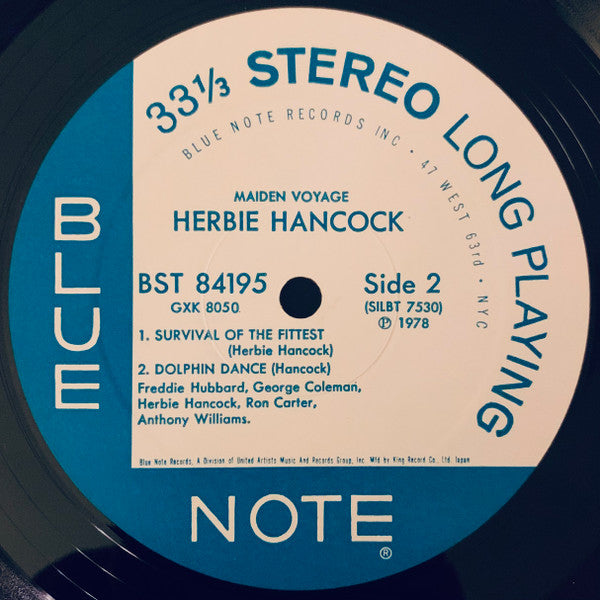 33⅓ STEREO LONG PLAYING
BLUE NOTE RECORDS INC · 47 WEST 63rd · NYC
MAIDEN VOYAGE
HERBIE HANCOCK
BLUE
BST 84195
Side 2
GXK 8050
(SILBT 7530)
℗ 1978
1. SURVIVAL OF THE FITTEST
(Herbie Hancock)
2. DOLPHIN DANCE (Hancock)
Freddie Hubbard, George Coleman,
Herbie Hancock, Ron Carter,
Anthony Williams.
Blue Note Records, A Division of United Artists Music And Records Group, Inc. Mfd by King Record Co., Ltd. Japan
NOTE®